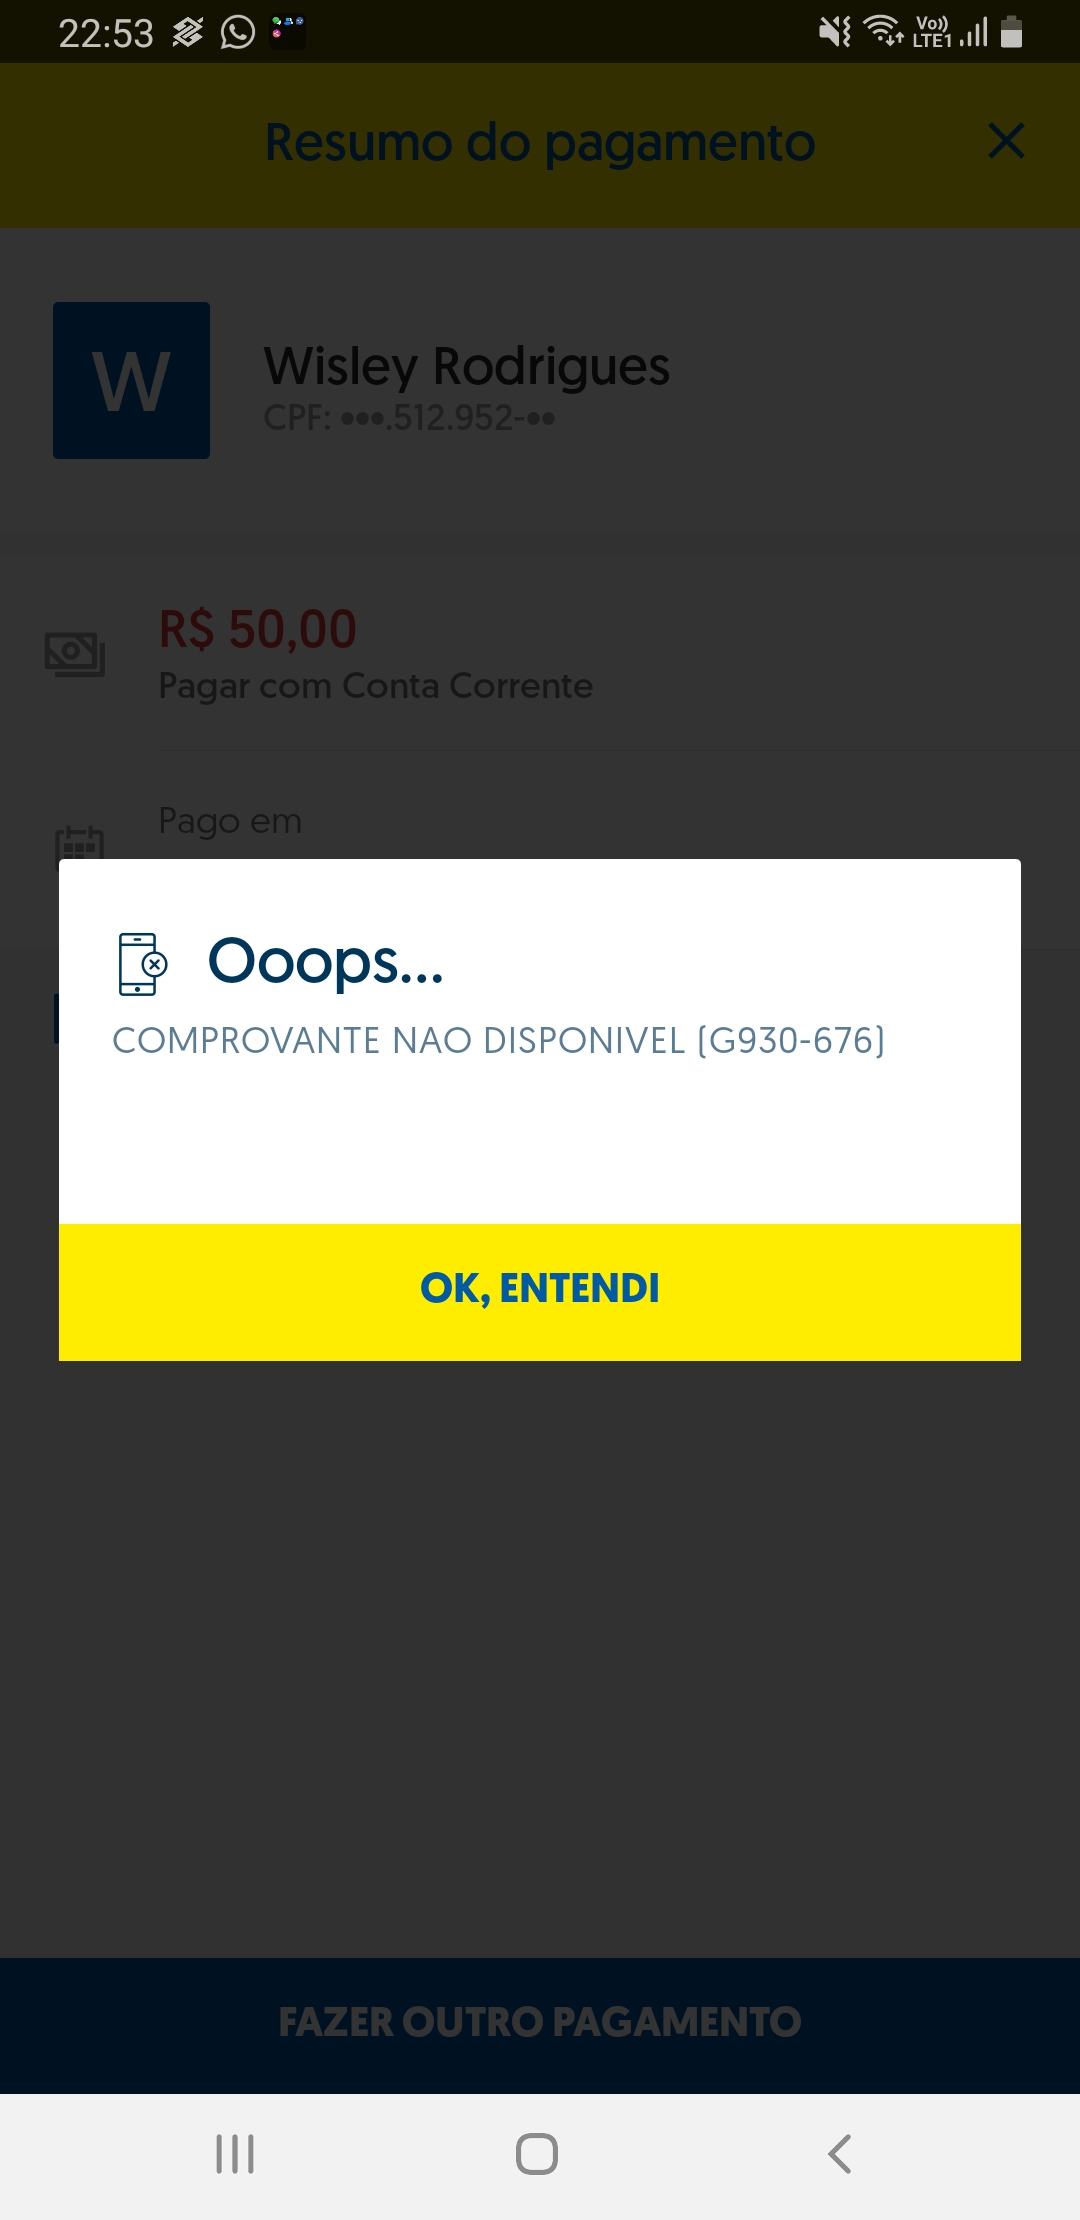 22:53
Vo))
LTE1
Resumo do pagamento
W
Wisley Rodrigues
CPF: •••.512.952-••
R$ 50,00
Pagar com Conta Corrente
Pago em
Ooops...
COMPROVANTE NAO DISPONIVEL (G930-676)
OK, ENTENDI
FAZER OUTRO PAGAMENTO